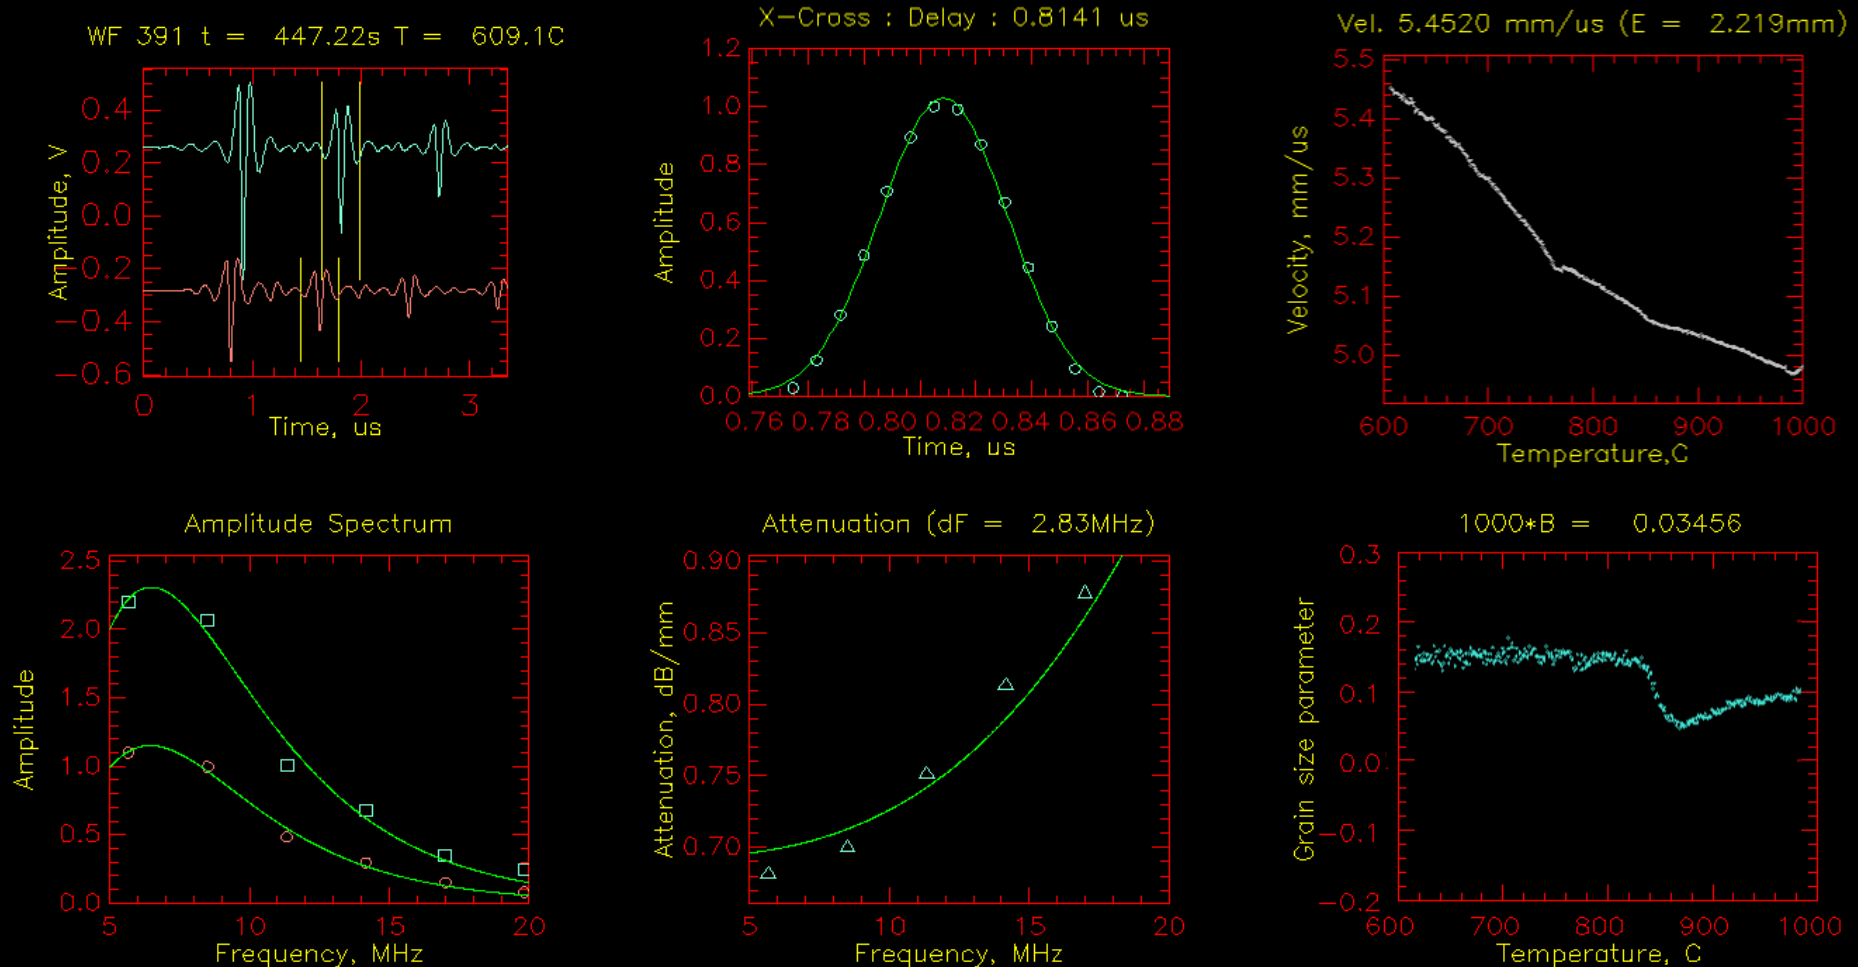 WF 391 t = 447.22s T = 609.1C
0.4
0.2
0.0
-0.2
-0.4
-0.6
Amplitude, V
0 1 2 3
Time, us
X-Cross : Delay : 0.8141 us
1.2
1.0
0.8
0.6
0.4
0.2
0.0
Amplitude
0.76 0.78 0.80 0.82 0.84 0.86 0.88
Time, us
Vel. 5.4520 mm/us (E = 2.219mm)
5.5
5.4
5.3
5.2
5.1
5.0
Velocity, mm/us
600 700 800 900 1000
Temperature,C
Amplitude Spectrum
2.5
2.0
1.5
1.0
0.5
0.0
Amplitude
5 10 15 20
Frequency, MHz
Attenuation (dF = 2.83MHz)
0.90
0.85
0.80
0.75
0.70
Attenuation, dB/mm
5 10 15 20
Frequency, MHz
1000*B = 0.03456
0.3
0.2
0.1
0.0
-0.1
-0.2
Grain size parameter
600 700 800 900 1000
Temperature, C